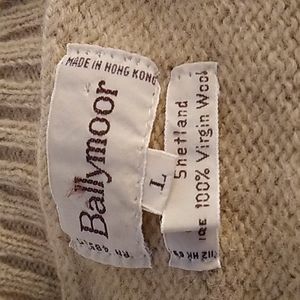 MADE IN HONG KONG
Ballymoor
L
Shetland
100% Virgin Wool